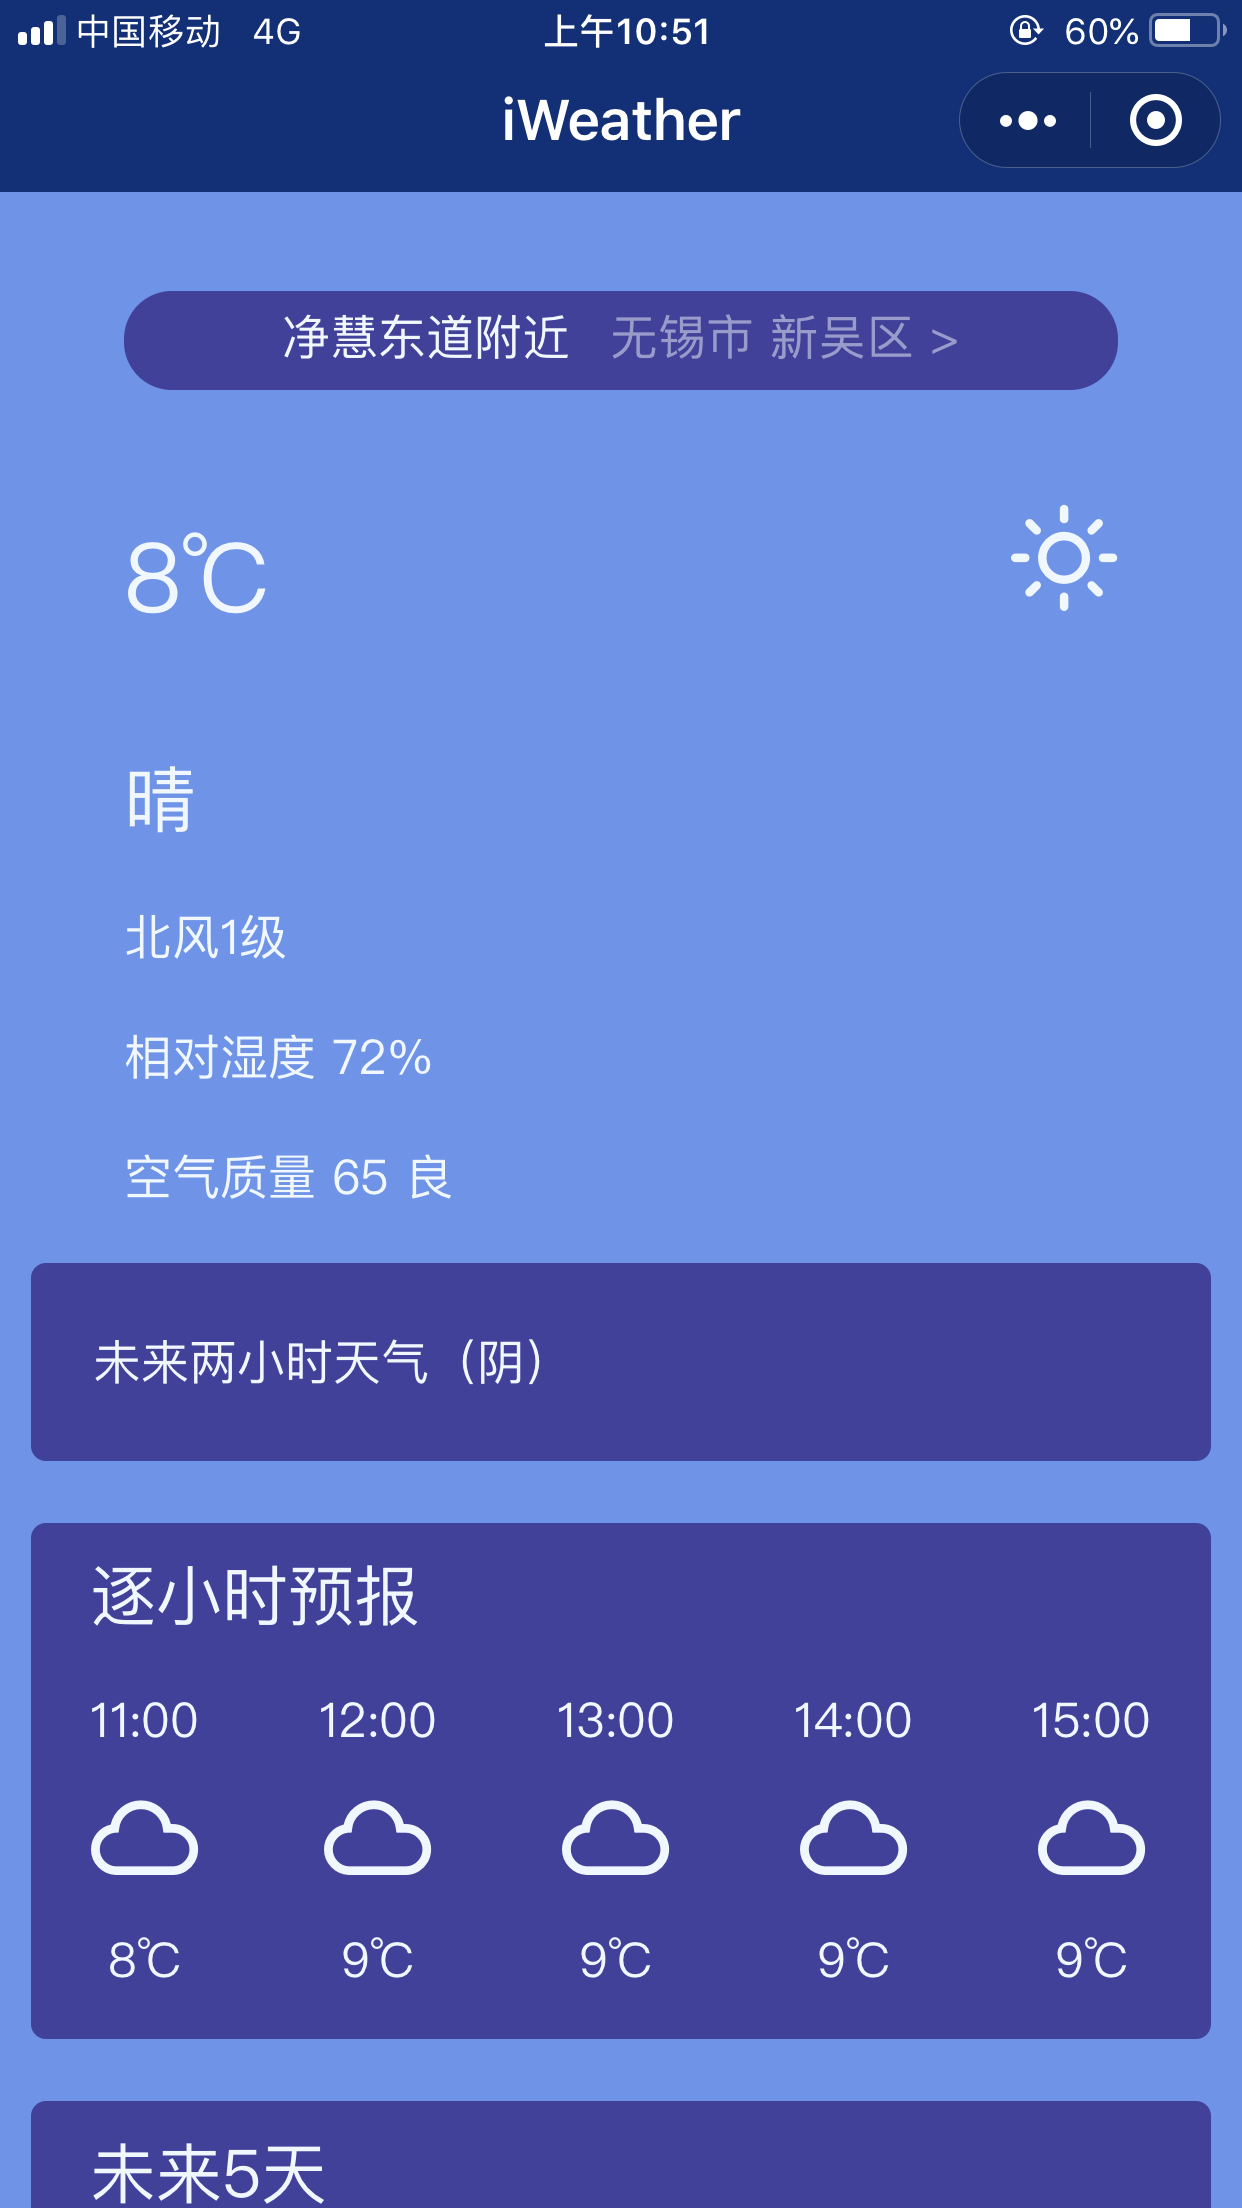 中国移动 4G 上午10:51 60%
iWeather
净慧东道附近 无锡市 新吴区 >
8℃
晴
北风1级
相对湿度 72%
空气质量 65 良
未来两小时天气（阴）
逐小时预报
11:00 12:00 13:00 14:00 15:00
8℃ 9℃ 9℃ 9℃ 9℃
未来5天